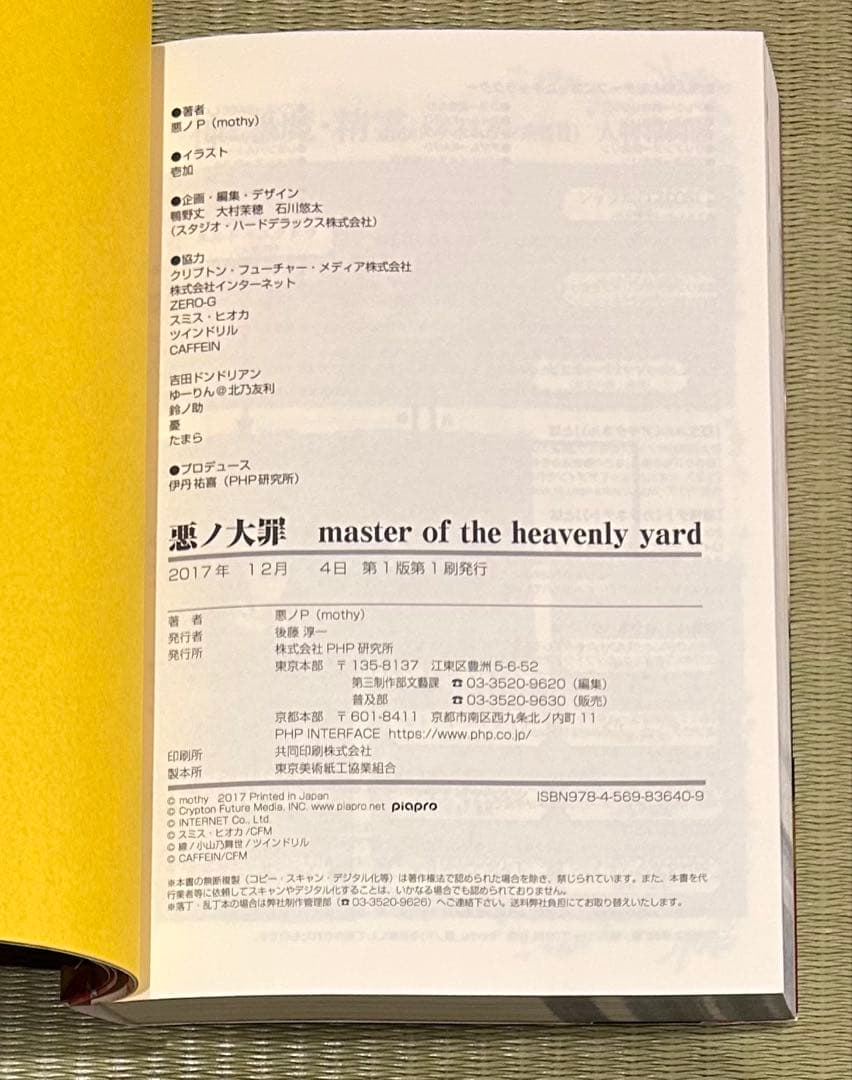 ●著者
悪ノP（mothy）
●イラスト
壱加
●企画・編集・デザイン
鴨野丈　大村茉穂　石川悠太
（スタジオ・ハードデラックス株式会社）
●協力
クリプトン・フューチャー・メディア株式会社
株式会社インターネット
ZERO-G
スミス・ヒオカ
ツインドリル
CAFFEIN
吉田ドンドリアン
ゆーりん＠北乃友利
鈴ノ助
憂
たまら
●プロデュース
伊丹祐喜（PHP研究所）
悪ノ大罪　master of the heavenly yard
2017年　12月　4日　第1版第1刷発行
著　者　悪ノP（mothy）
発行者　後藤淳一
発行所　株式会社PHP研究所
東京本部　〒135-8137　江東区豊洲5-6-52
第三制作部文藝課　☎03-3520-9620（編集）
普及部　☎03-3520-9630（販売）
京都本部　〒601-8411　京都市南区西九条北ノ内町11
PHP INTERFACE　https://www.php.co.jp/
印刷所　共同印刷株式会社
製本所　東京美術紙工協業組合
© mothy　2017 Printed in Japan　ISBN978-4-569-83640-9
© Crypton Future Media, INC. www.piapro.net piapro
© INTERNET Co., Ltd.
© スミス・ヒオカ/CFM
© 緑/小山乃舞世/ツインドリル
© CAFFEIN/CFM
※本書の無断複製（コピー・スキャン・デジタル化等）は著作権法で認められた場合を除き、禁じられています。また、本書を代
行業者等に依頼してスキャンやデジタル化することは、いかなる場合でも認められておりません。
※落丁・乱丁本の場合は弊社制作管理部（☎03-3520-9626）へご連絡下さい。送料弊社負担にてお取り替えいたします。